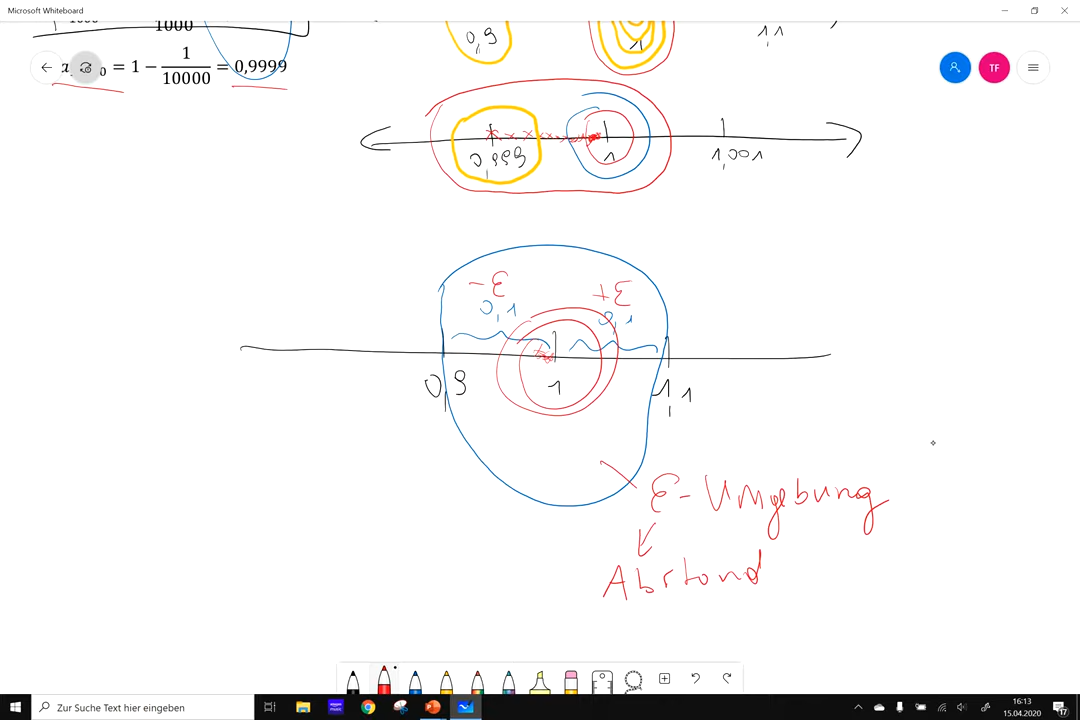 Microsoft Whiteboard
1000
0,9
1
1,1
= 1 − 1/10000 = 0,9999
TF
0,999
1
1,001
-ε
+ε
0,1
0,1
0,9
1
1,1
ε-Umgebung
Abstand
Zur Suche Text hier eingeben
16:13
15.04.2020
17